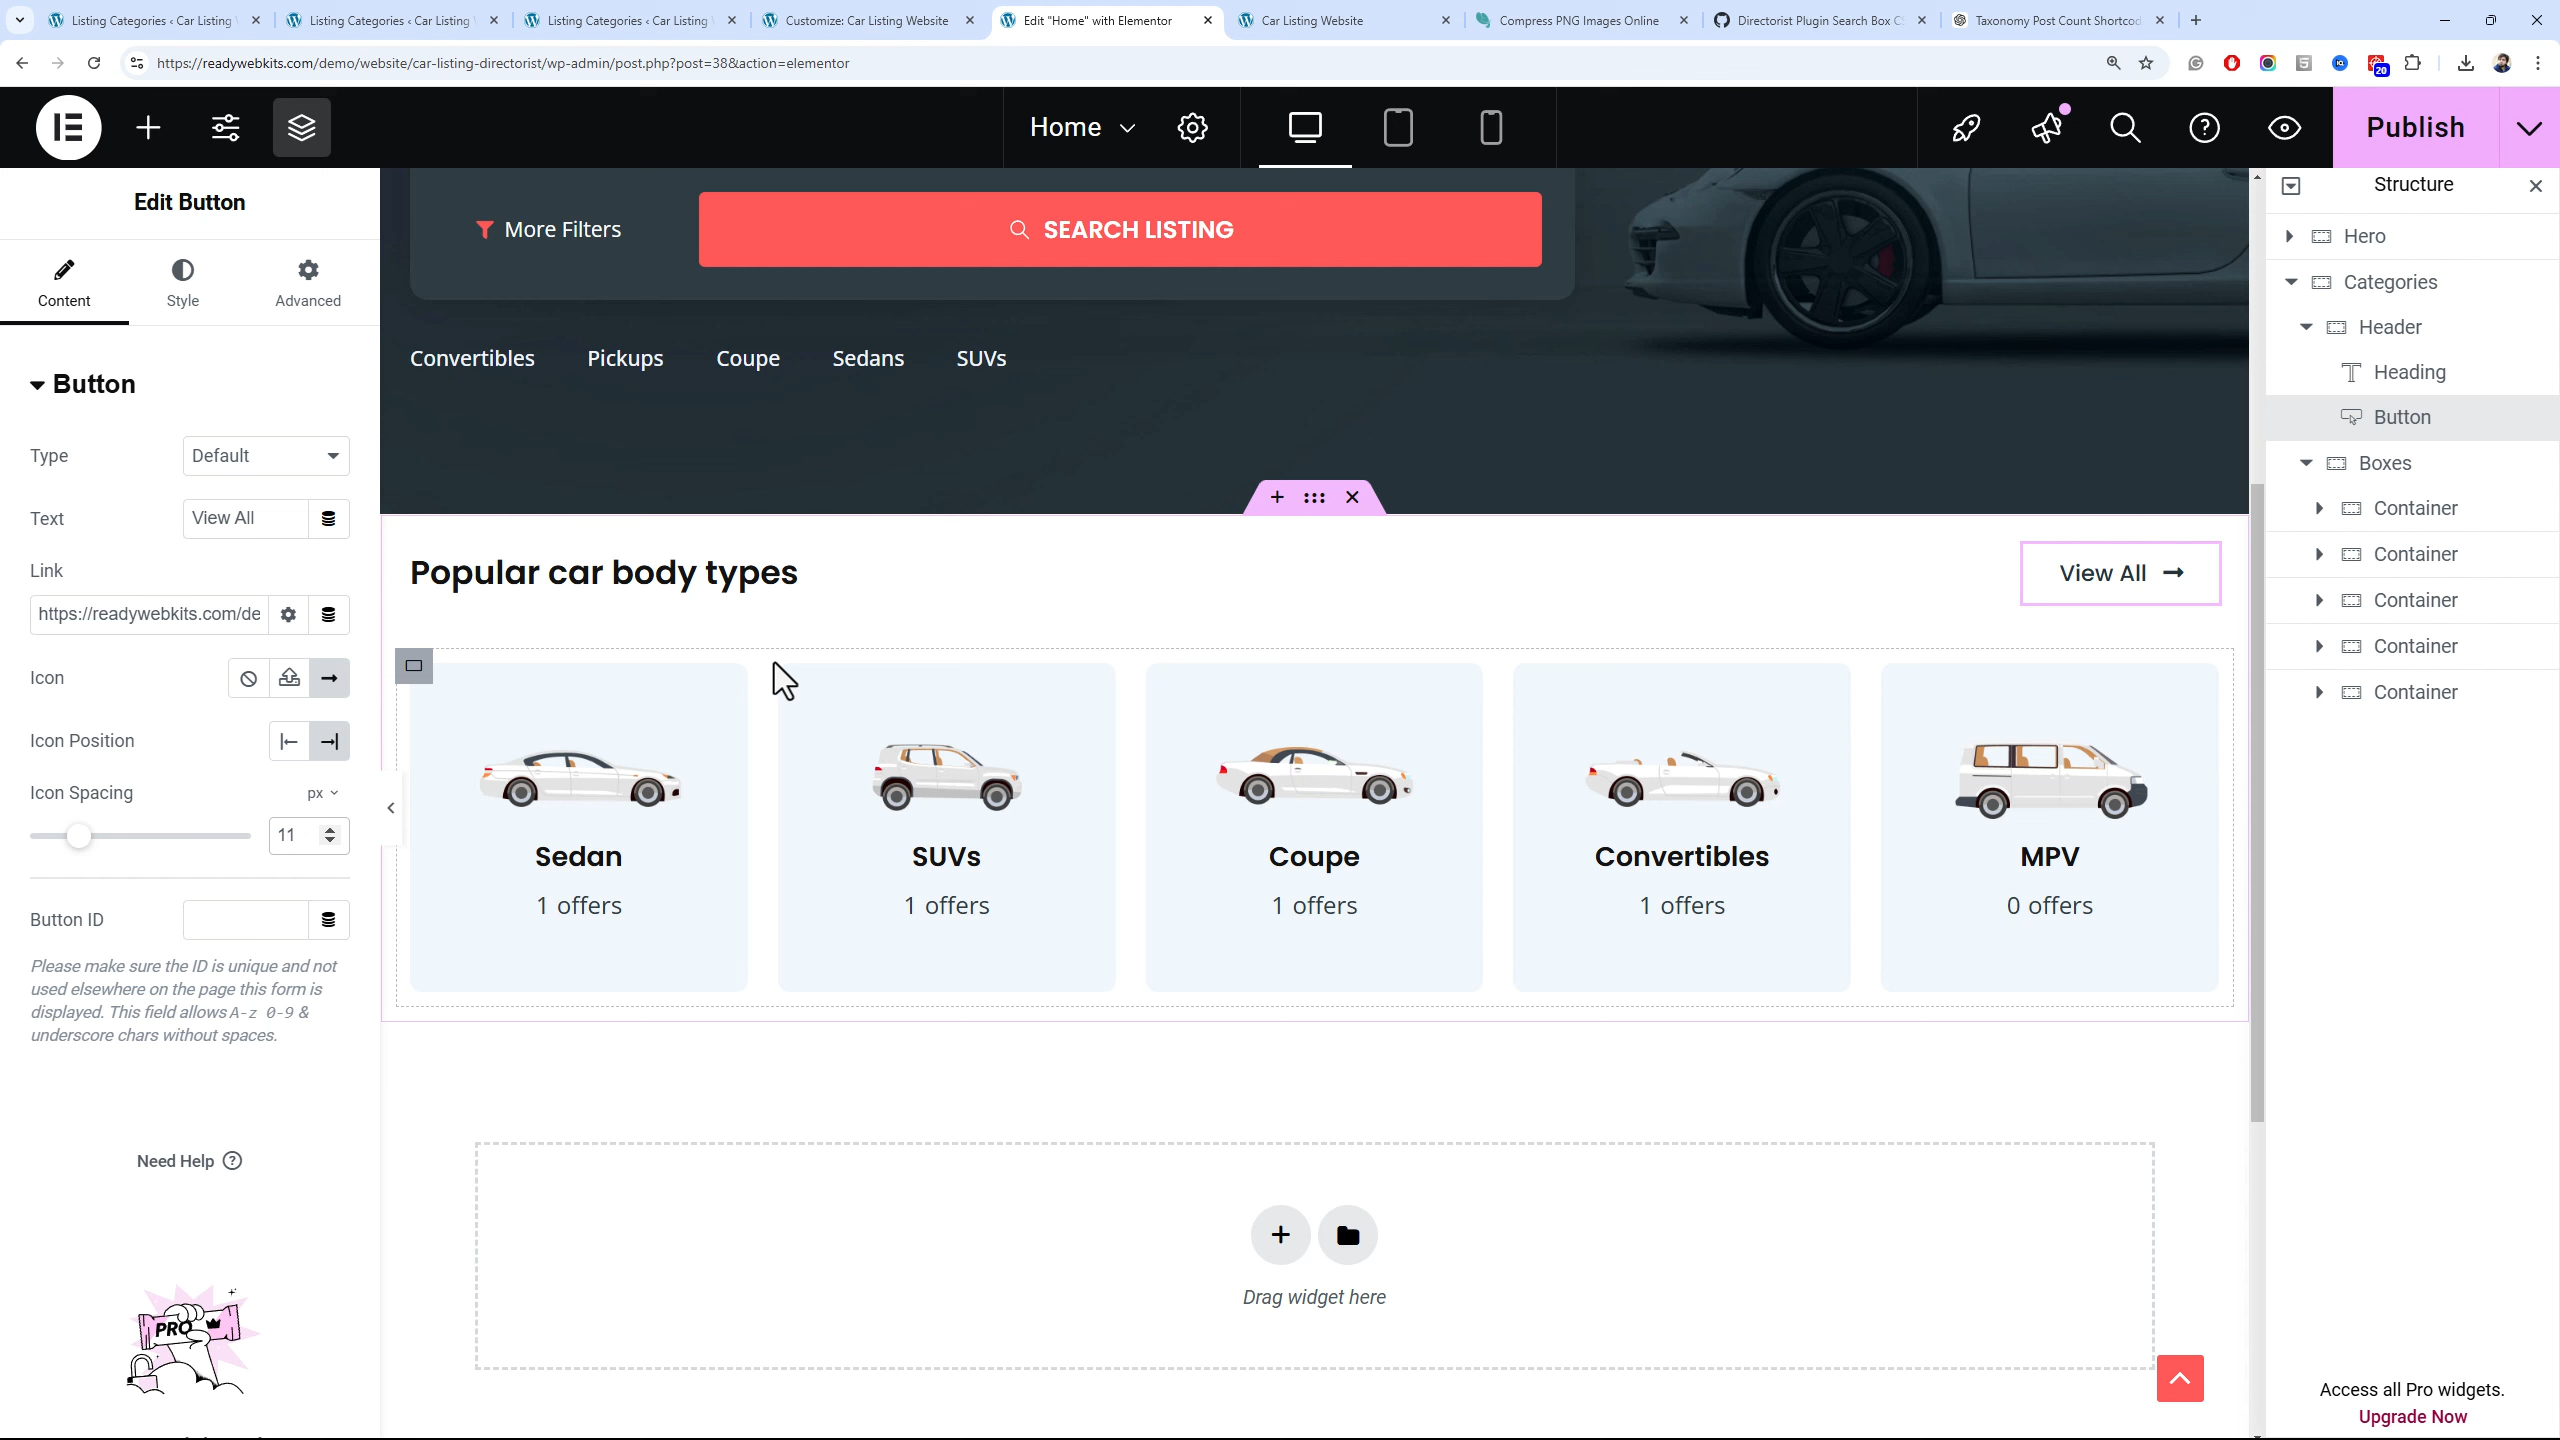 Listing Categories ‹ Car Listing
Listing Categories ‹ Car Listing
Listing Categories ‹ Car Listing
Customize: Car Listing Website
Edit "Home" with Elementor
Car Listing Website
Compress PNG Images Online
Directorist Plugin Search Box C
Taxonomy Post Count Shortcod
https://readywebkits.com/demo/website/car-listing-directorist/wp-admin/post.php?post=38&action=elementor
20
Home
Publish
Edit Button
Content
Style
Advanced
Button
Type
Default
Text
View All
Link
https://readywebkits.com/de
Icon
Icon Position
Icon Spacing
px
11
Button ID
Please make sure the ID is unique and not
used elsewhere on the page this form is
displayed. This field allows A-z 0-9 &
underscore chars without spaces.
Need Help
PRO
More Filters
SEARCH LISTING
Convertibles
Pickups
Coupe
Sedans
SUVs
Popular car body types
View All
Sedan
1 offers
SUVs
1 offers
Coupe
1 offers
Convertibles
1 offers
MPV
0 offers
Drag widget here
Structure
Hero
Categories
Header
Heading
Button
Boxes
Container
Container
Container
Container
Container
Access all Pro widgets.
Upgrade Now